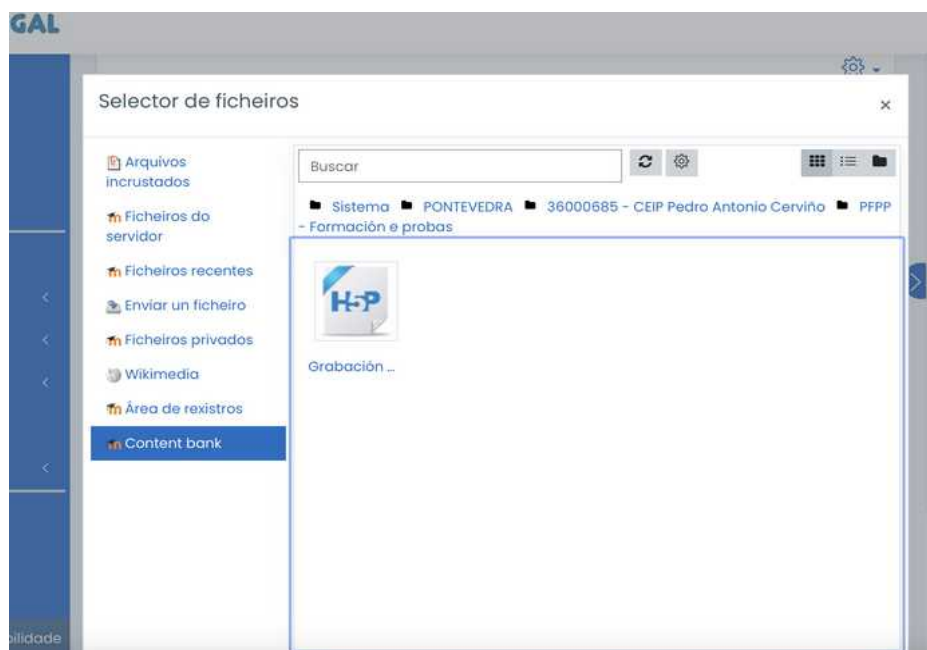 GAL
Selector de ficheiros
×
Arquivos
incrustados
Ficheiros do
servidor
Ficheiros recentes
Enviar un ficheiro
Ficheiros privados
Wikimedia
Área de rexistros
Content bank
Buscar
Sistema PONTEVEDRA 36000685 - CEIP Pedro Antonio Cerviño PFPP
- Formación e probas
H5P
Grabación ...
bilidade